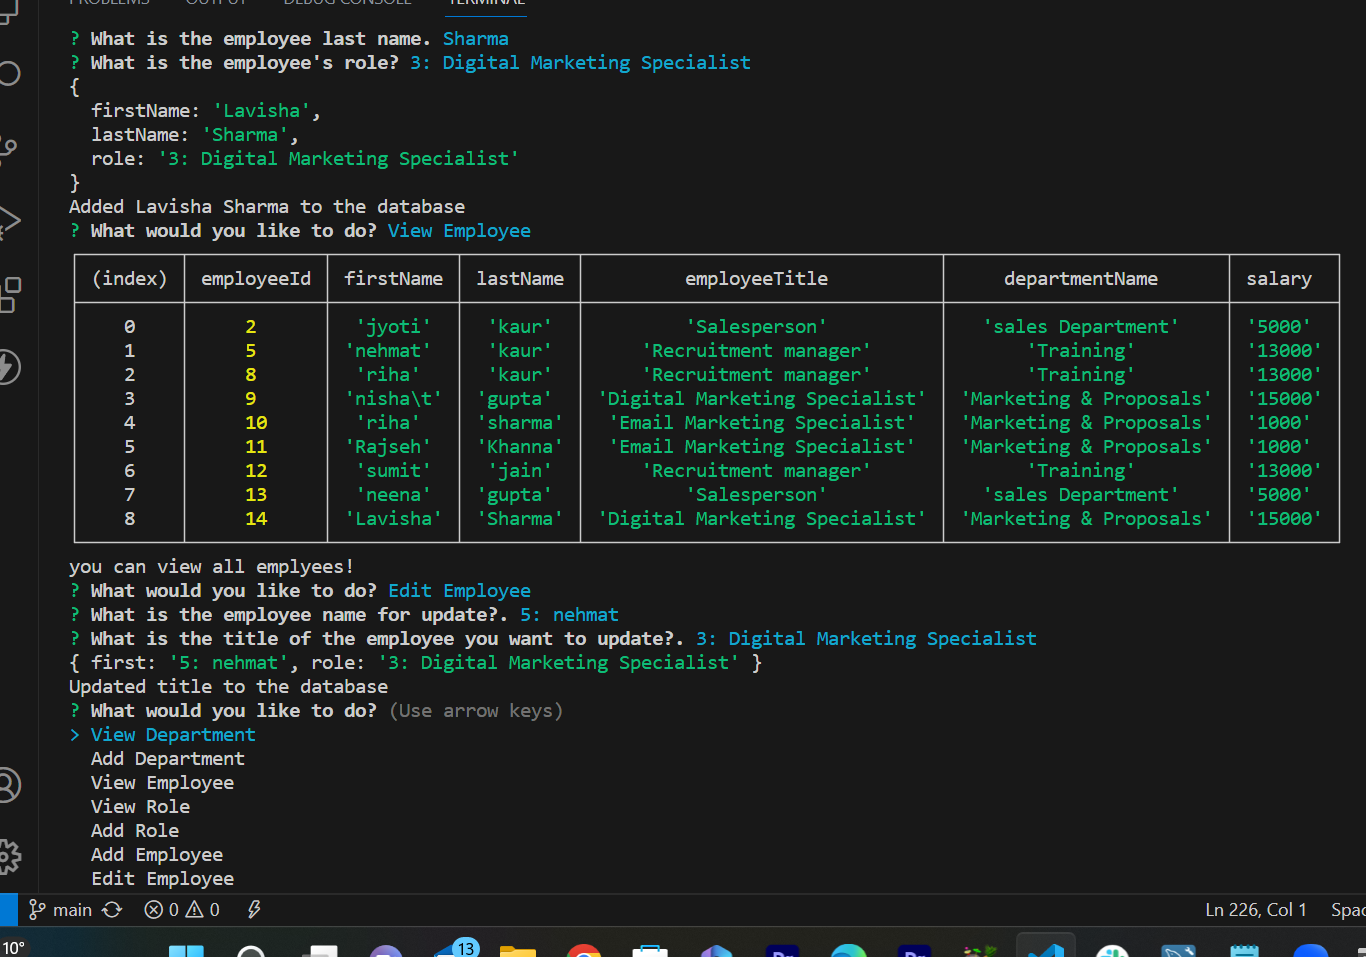 PROBLEMS OUTPUT DEBUG CONSOLE TERMINAL
? What is the employee last name. Sharma
? What is the employee's role? 3: Digital Marketing Specialist
{
firstName: 'Lavisha',
lastName: 'Sharma',
role: '3: Digital Marketing Specialist'
}
Added Lavisha Sharma to the database
? What would you like to do? View Employee
(index) employeeId firstName lastName employeeTitle departmentName salary
0 2 'jyoti' 'kaur' 'Salesperson' 'sales Department' '5000'
1 5 'nehmat' 'kaur' 'Recruitment manager' 'Training' '13000'
2 8 'riha' 'kaur' 'Recruitment manager' 'Training' '13000'
3 9 'nisha\t' 'gupta' 'Digital Marketing Specialist' 'Marketing & Proposals' '15000'
4 10 'riha' 'sharma' 'Email Marketing Specialist' 'Marketing & Proposals' '1000'
5 11 'Rajseh' 'Khanna' 'Email Marketing Specialist' 'Marketing & Proposals' '1000'
6 12 'sumit' 'jain' 'Recruitment manager' 'Training' '13000'
7 13 'neena' 'gupta' 'Salesperson' 'sales Department' '5000'
8 14 'Lavisha' 'Sharma' 'Digital Marketing Specialist' 'Marketing & Proposals' '15000'
you can view all emplyees!
? What would you like to do? Edit Employee
? What is the employee name for update?. 5: nehmat
? What is the title of the employee you want to update?. 3: Digital Marketing Specialist
{ first: '5: nehmat', role: '3: Digital Marketing Specialist' }
Updated title to the database
? What would you like to do? (Use arrow keys)
> View Department
Add Department
View Employee
View Role
Add Role
Add Employee
Edit Employee
main 0 0 Ln 226, Col 1
10° 13